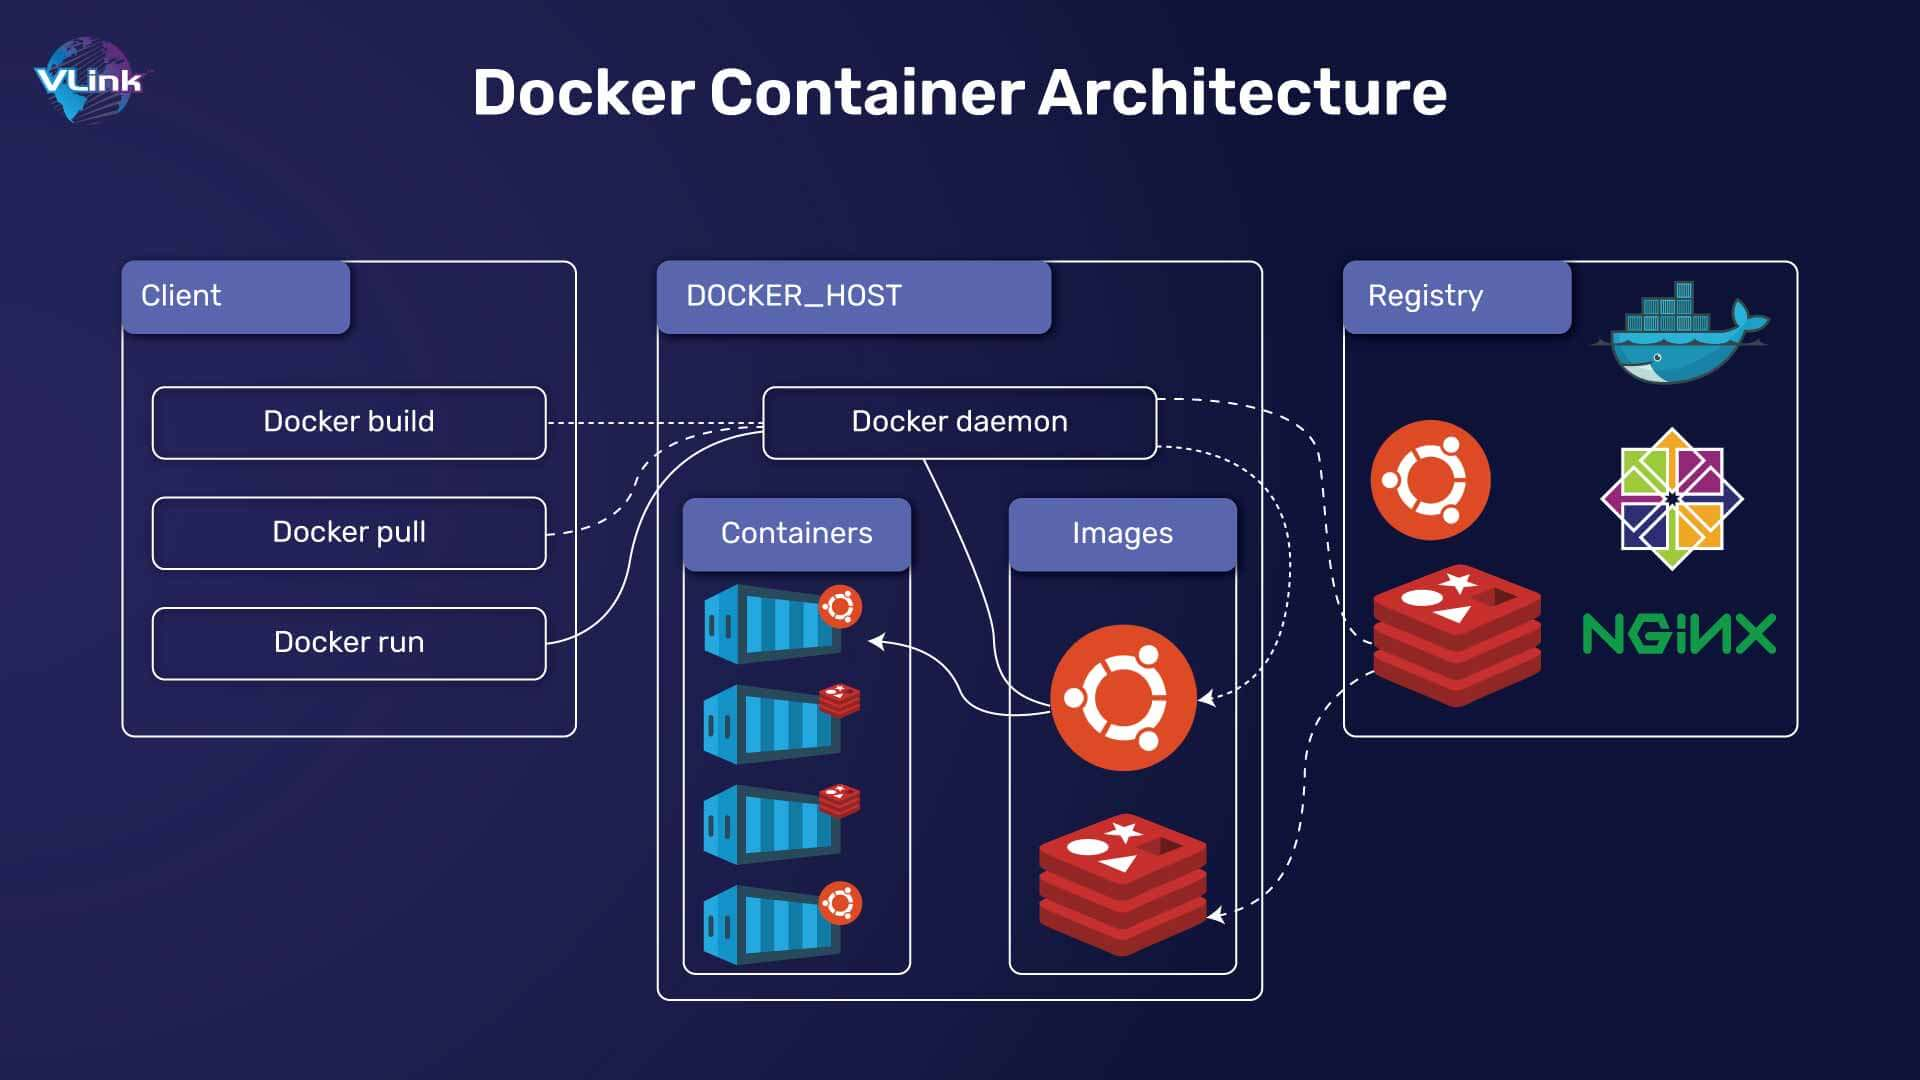 VLink
Docker Container Architecture
Client
Docker build
Docker pull
Docker run
DOCKER_HOST
Docker daemon
Containers
Images
Registry
NGiNX